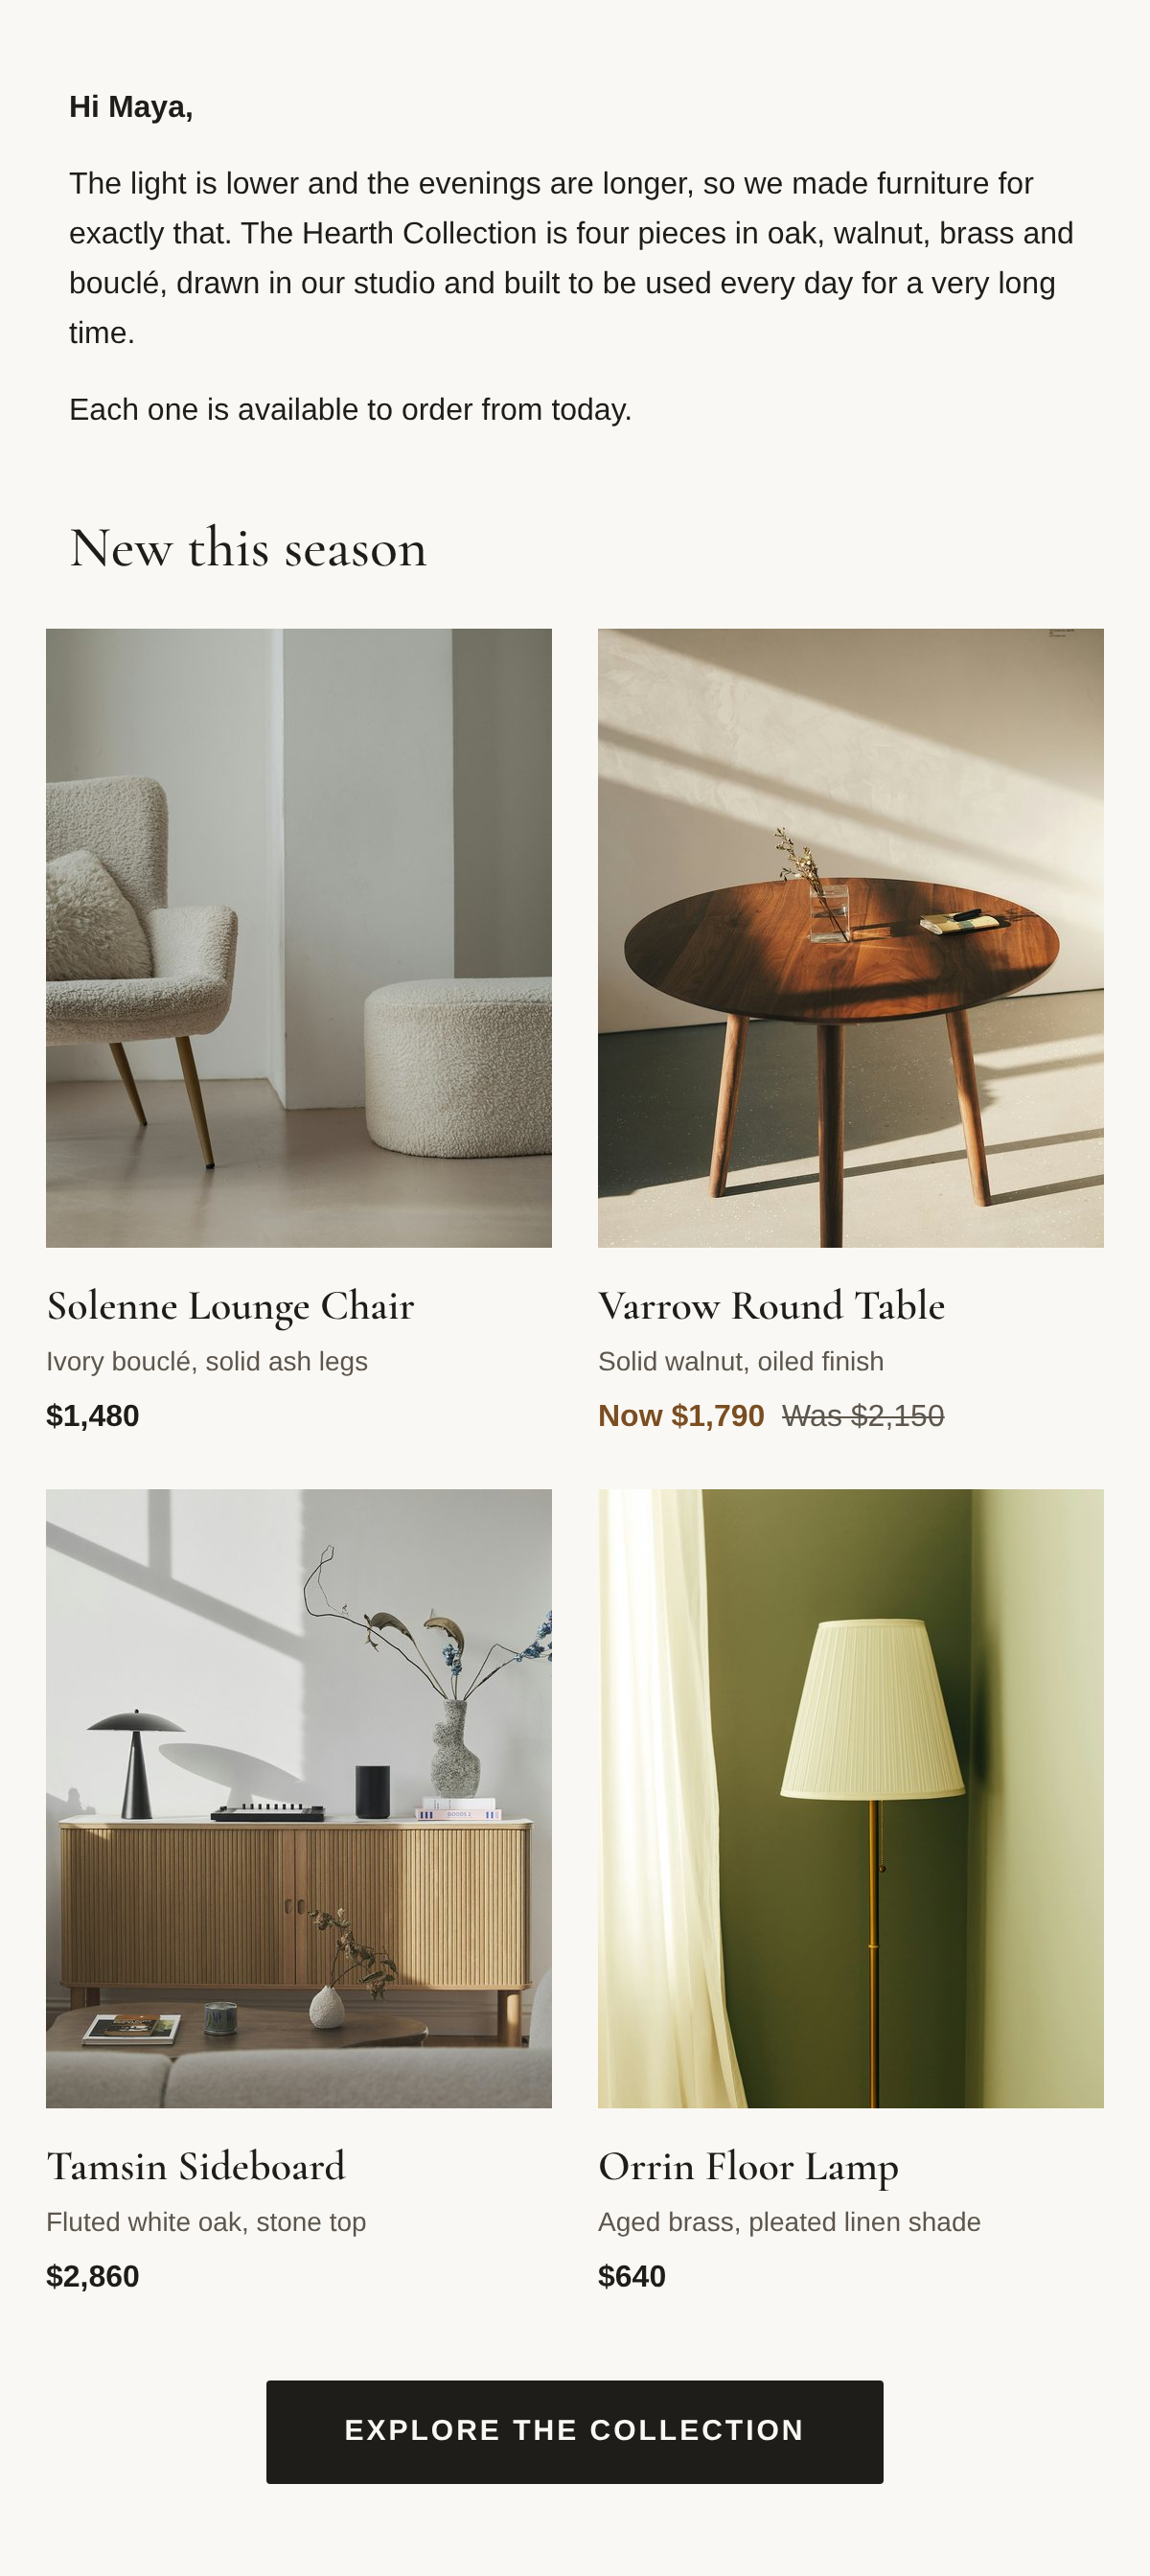 Hi Maya,
The light is lower and the evenings are longer, so we made furniture for
exactly that. The Hearth Collection is four pieces in oak, walnut, brass and
bouclé, drawn in our studio and built to be used every day for a very long
time.
Each one is available to order from today.
New this season
Solenne Lounge Chair
Ivory bouclé, solid ash legs
$1,480
Varrow Round Table
Solid walnut, oiled finish
Now $1,790 Was $2,150
GOODS 2
Tamsin Sideboard
Fluted white oak, stone top
$2,860
Orrin Floor Lamp
Aged brass, pleated linen shade
$640
EXPLORE THE COLLECTION